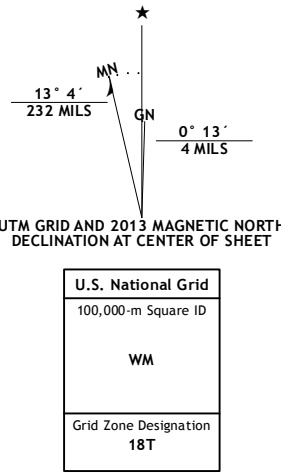 MN
GN
13° 4´
232 MILS
0° 13´
4 MILS
UTM GRID AND 2013 MAGNETIC NORTH
DECLINATION AT CENTER OF SHEET
U.S. National Grid
100,000-m Square ID
WM
Grid Zone Designation
18T